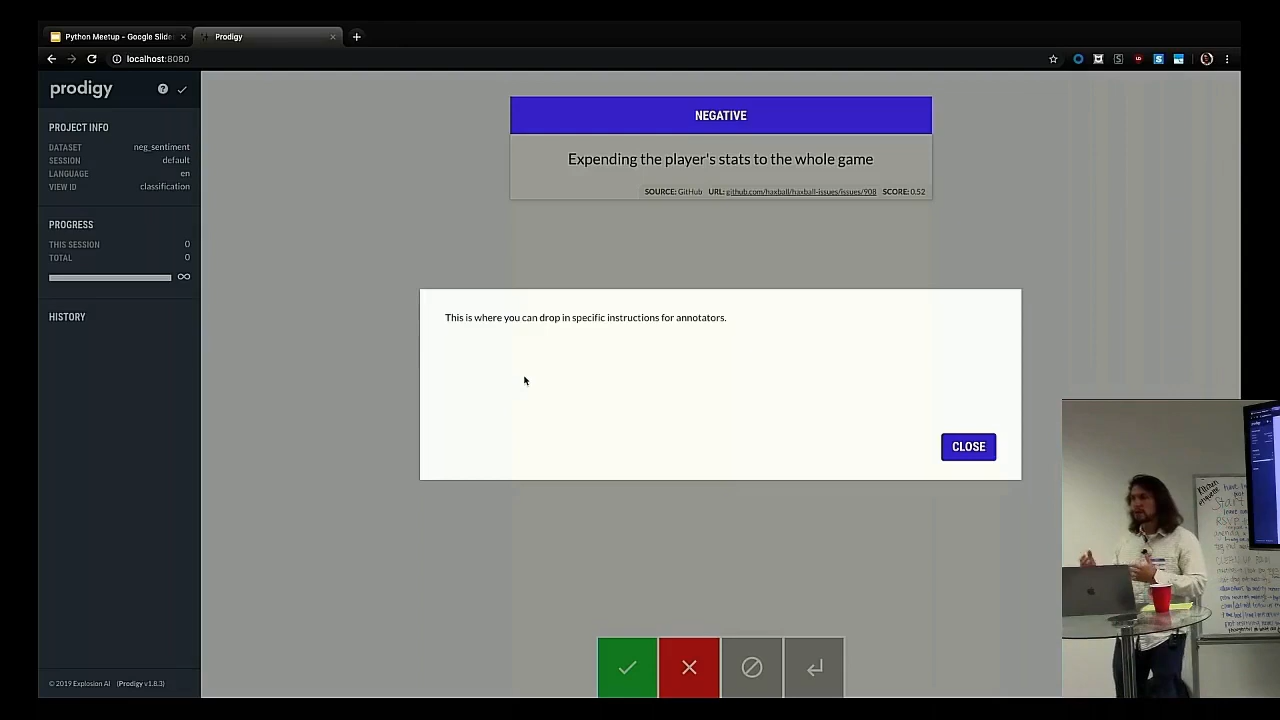 Python Meetup - Google Slide
Prodigy
localhost:8080
prodigy
PROJECT INFO
DATASET neg_sentiment
SESSION default
LANGUAGE en
VIEW ID classification
PROGRESS
THIS SESSION 0
TOTAL 0
∞
HISTORY
© 2019 Explosion AI (Prodigy v1.8.3)
NEGATIVE
Expending the player's stats to the whole game
SOURCE: GitHub URL: github.com/haxball/haxball-issues/issues/908 SCORE: 0.52
This is where you can drop in specific instructions for annotators.
CLOSE
Start
RSVP